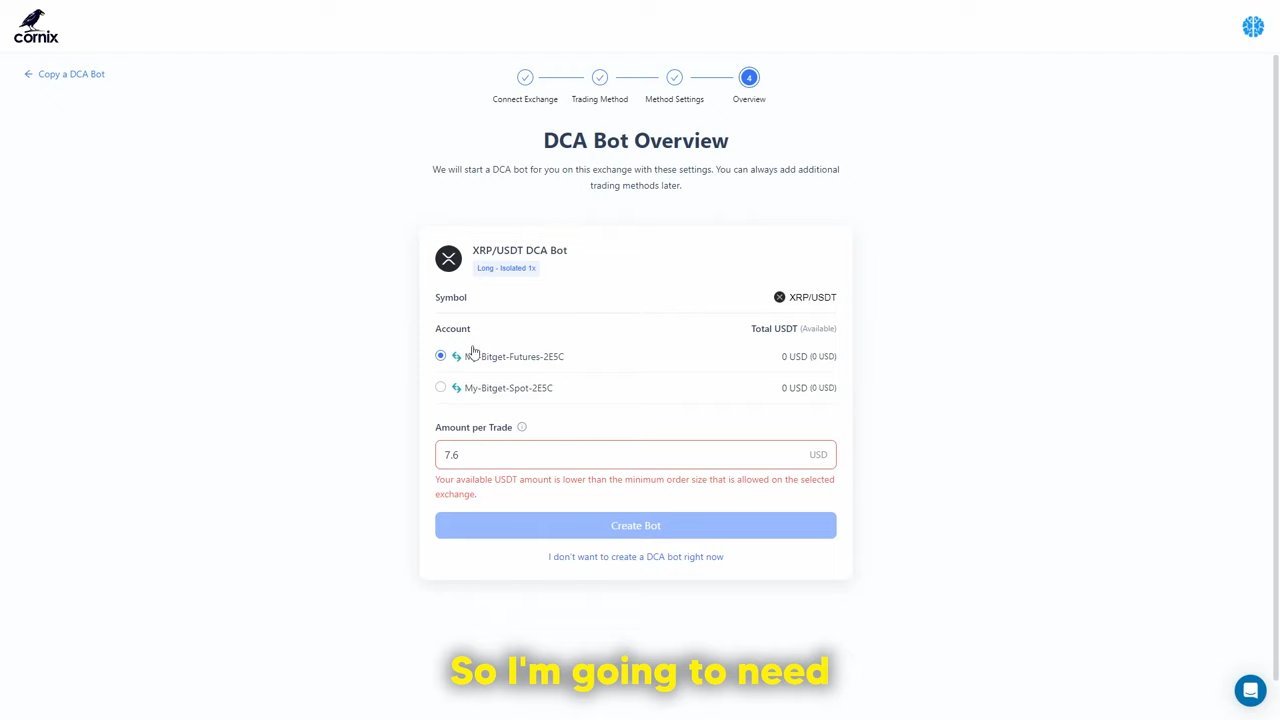 cornix
Copy a DCA Bot
4
Connect Exchange
Trading Method
Method Settings
Overview
DCA Bot Overview
We will start a DCA bot for you on this exchange with these settings. You can always add additional
trading methods later.
XRP/USDT DCA Bot
Long - Isolated 1x
Symbol XRP/USDT
Account Total USDT (Available)
Bitget-Futures-2E5C 0 USD (0 USD)
My-Bitget-Spot-2E5C 0 USD (0 USD)
Amount per Trade
7.6 USD
Your available USDT amount is lower than the minimum order size that is allowed on the selected
exchange.
Create Bot
I don't want to create a DCA bot right now
So I'm going to need